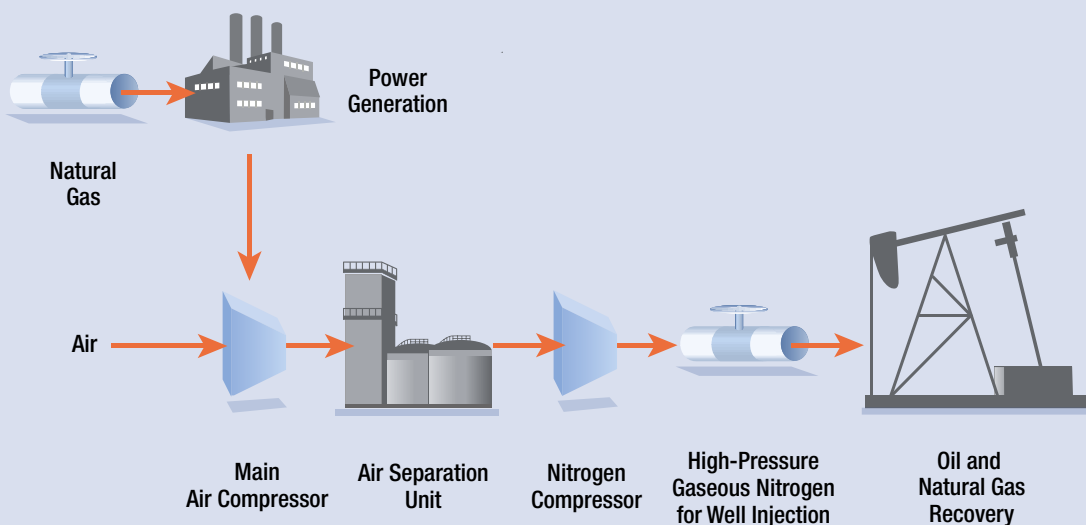 Power
Generation
Natural
Gas
Air
Main
Air Compressor
Air Separation
Unit
Nitrogen
Compressor
High-Pressure
Gaseous Nitrogen
for Well Injection
Oil and
Natural Gas
Recovery